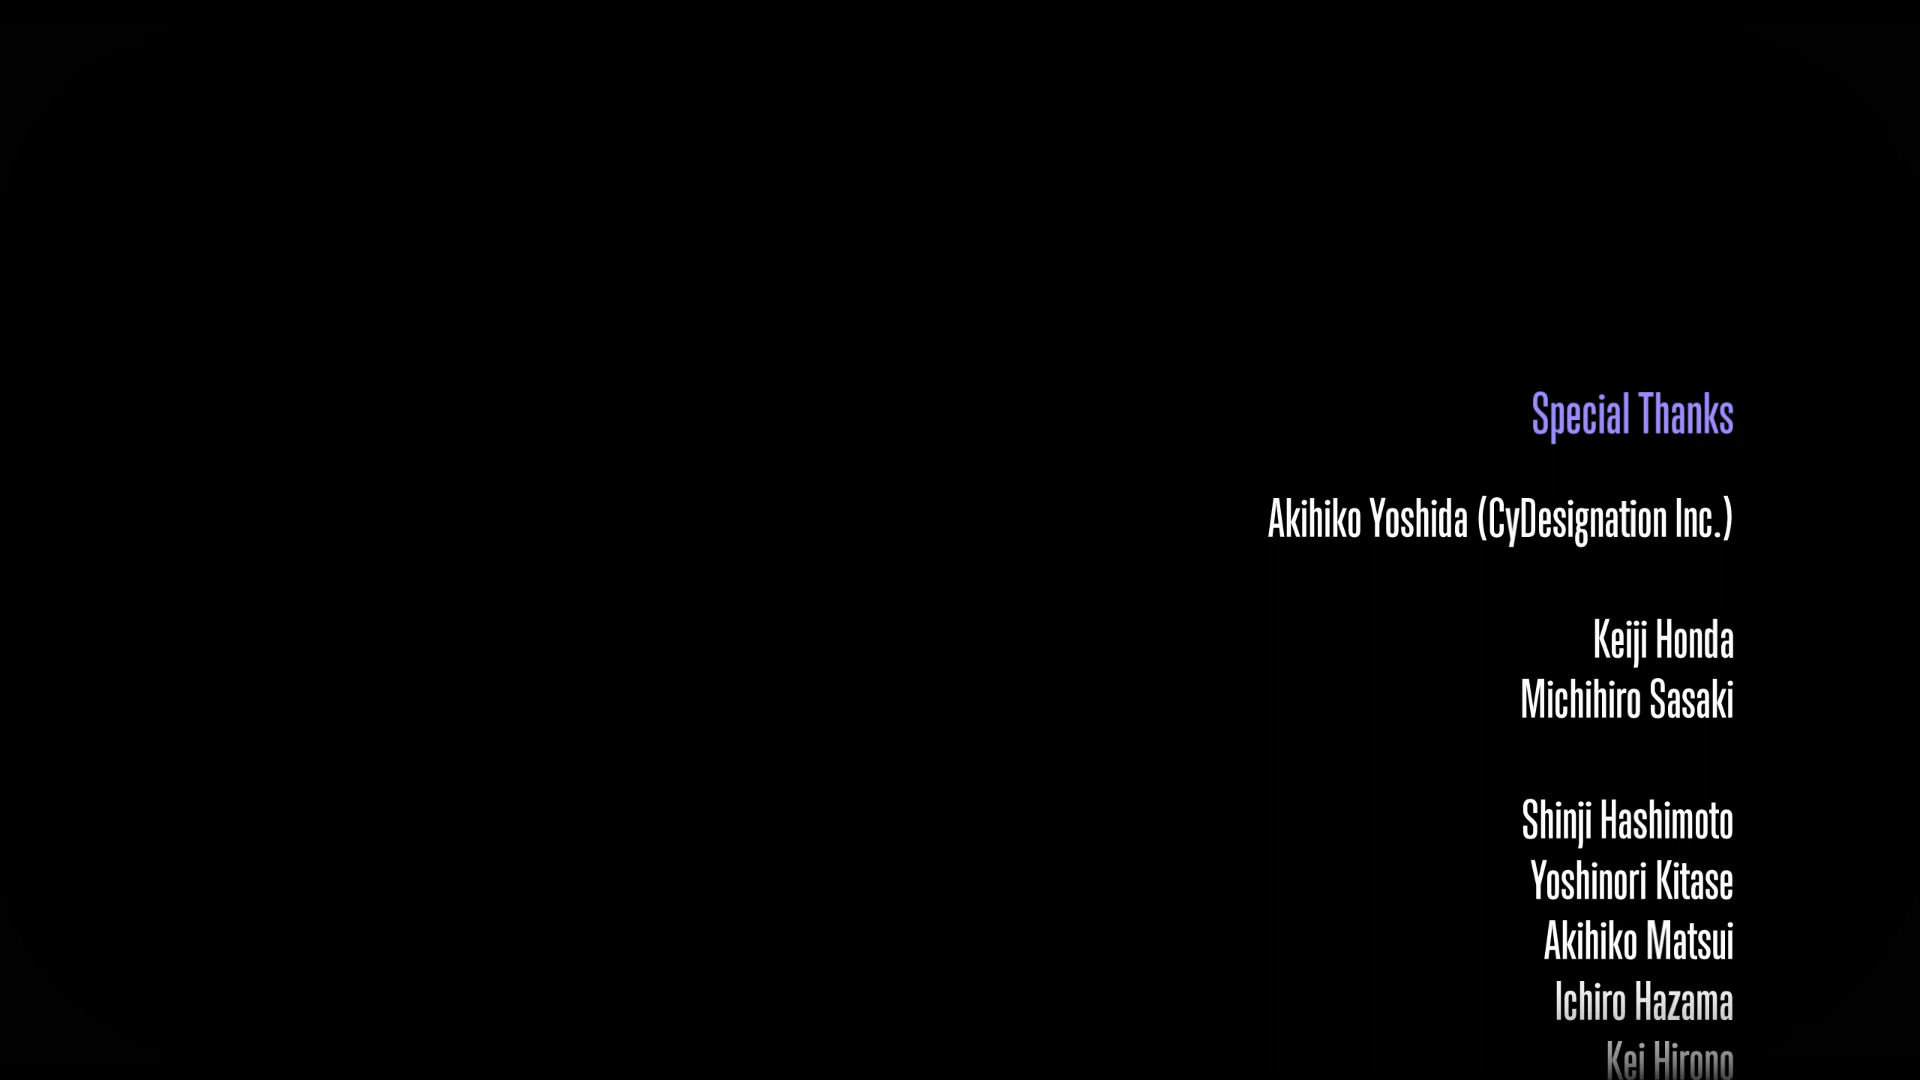 Special Thanks
Akihiko Yoshida (CyDesignation Inc.)
Keiji Honda
Michihiro Sasaki
Shinji Hashimoto
Yoshinori Kitase
Akihiko Matsui
Ichiro Hazama
Kei Hirono